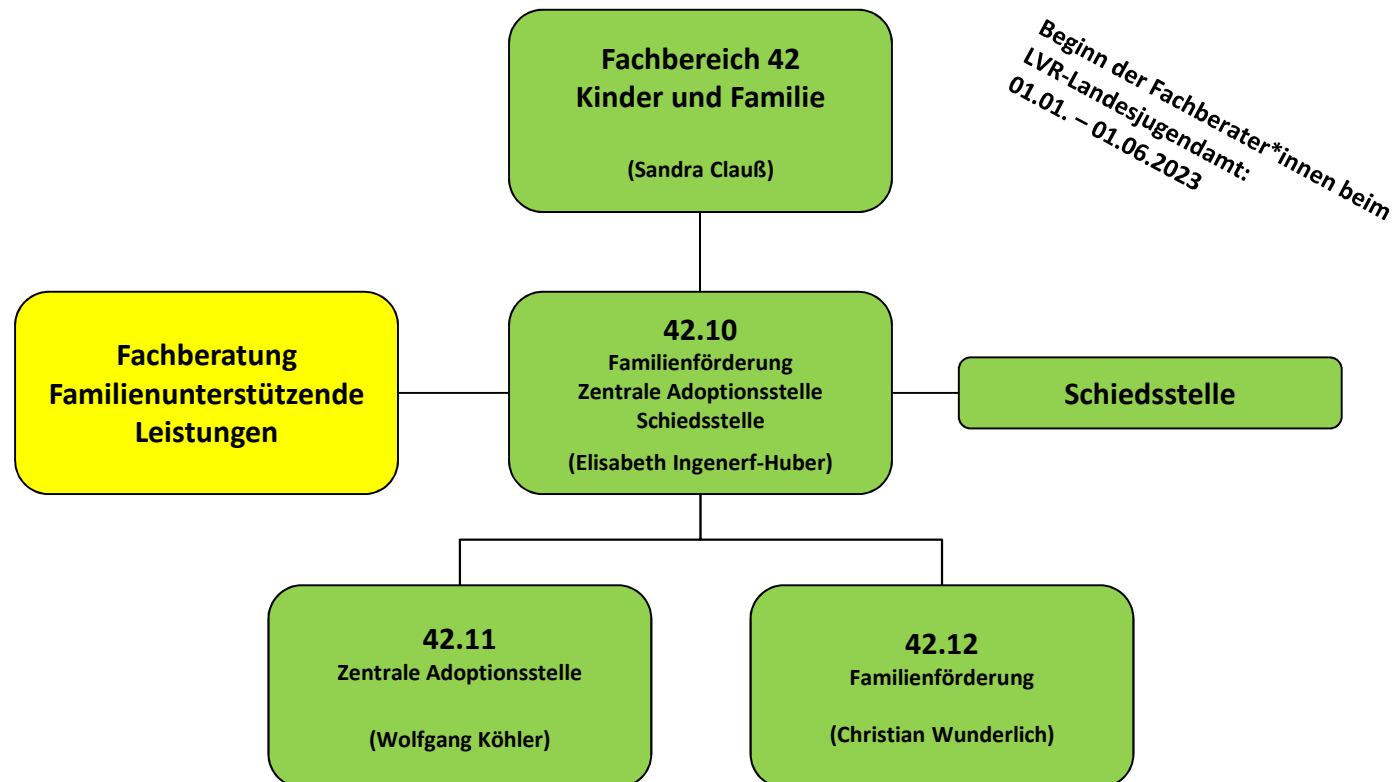 Fachbereich 42
Kinder und Familie
(Sandra Clauß)
Beginn der Fachberater*innen beim
LVR-Landesjugendamt:
01.01. – 01.06.2023
Fachberatung
Familienunterstützende
Leistungen
42.10
Familienförderung
Zentrale Adoptionsstelle
Schiedsstelle
(Elisabeth Ingenerf-Huber)
Schiedsstelle
42.11
Zentrale Adoptionsstelle
(Wolfgang Köhler)
42.12
Familienförderung
(Christian Wunderlich)